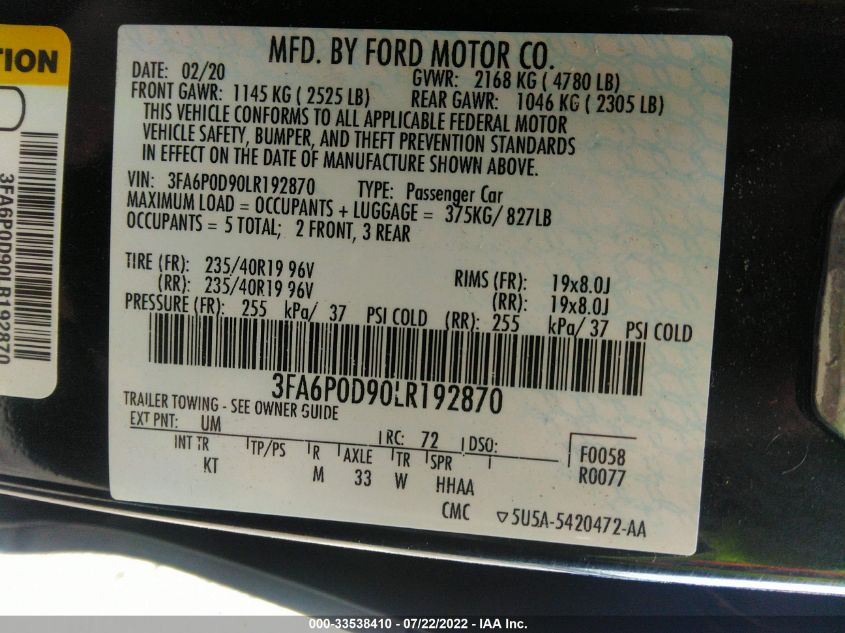 TION
3FA6P0D90LR192870
MFD. BY FORD MOTOR CO.
DATE: 02/20 GVWR: 2168 KG ( 4780 LB)
FRONT GAWR: 1145 KG ( 2525 LB) REAR GAWR: 1046 KG ( 2305 LB)
THIS VEHICLE CONFORMS TO ALL APPLICABLE FEDERAL MOTOR
VEHICLE SAFETY, BUMPER, AND THEFT PREVENTION STANDARDS
IN EFFECT ON THE DATE OF MANUFACTURE SHOWN ABOVE.
VIN: 3FA6P0D90LR192870 TYPE: Passenger Car
MAXIMUM LOAD = OCCUPANTS + LUGGAGE = 375KG/ 827LB
OCCUPANTS = 5 TOTAL; 2 FRONT, 3 REAR
TIRE (FR): 235/40R19 96V RIMS (FR): 19x8.0J
(RR): 235/40R19 96V (RR): 19x8.0J
PRESSURE (FR): 255 kPa/ 37 PSI COLD (RR): 255 kPa/ 37 PSI COLD
3FA6P0D90LR192870
TRAILER TOWING - SEE OWNER GUIDE
EXT PNT: UM RC: 72 DSO: F0058
INT TR TP/PS R AXLE TR SPR R0077
KT M 33 W HHAA
CMC ▽5U5A-5420472-AA
000-33538410 - 07/22/2022 - IAA Inc.